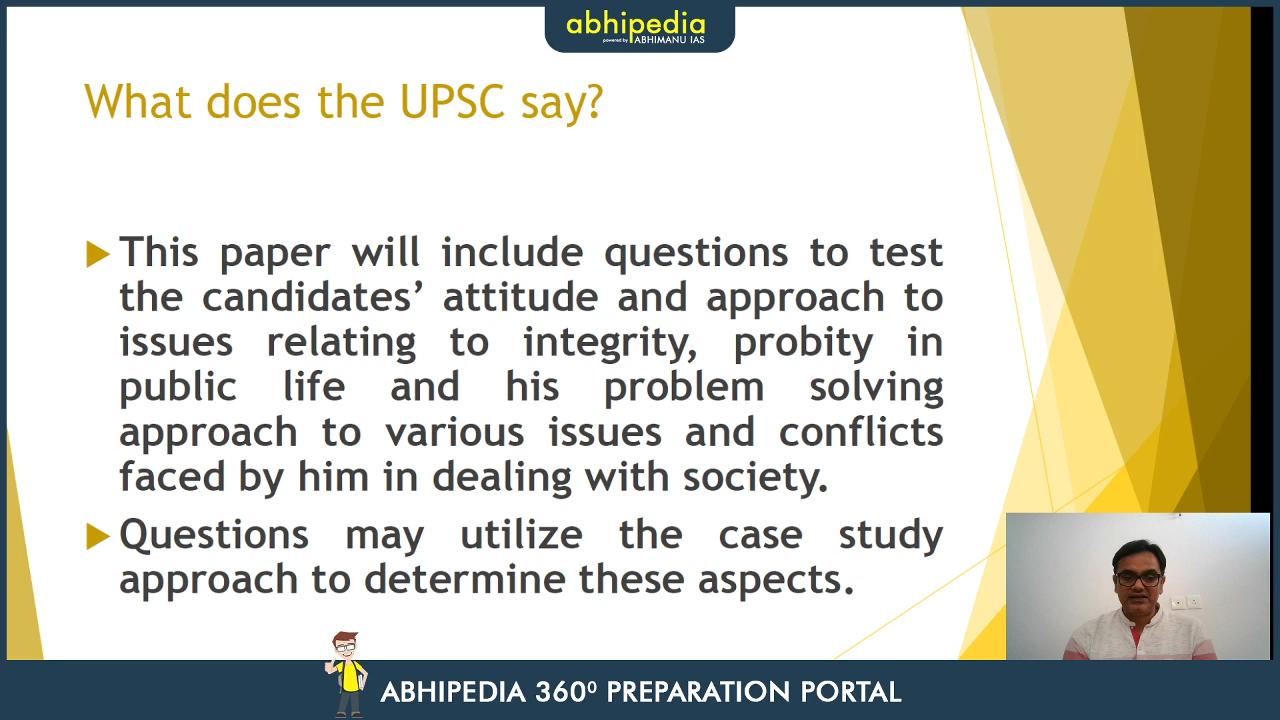 abhipedia
powered by ABHIMANU IAS
What does the UPSC say?
This paper will include questions to test
the candidates’ attitude and approach to
issues relating to integrity, probity in
public life and his problem solving
approach to various issues and conflicts
faced by him in dealing with society.
Questions may utilize the case study
approach to determine these aspects.
ABHIPEDIA 360⁰ PREPARATION PORTAL